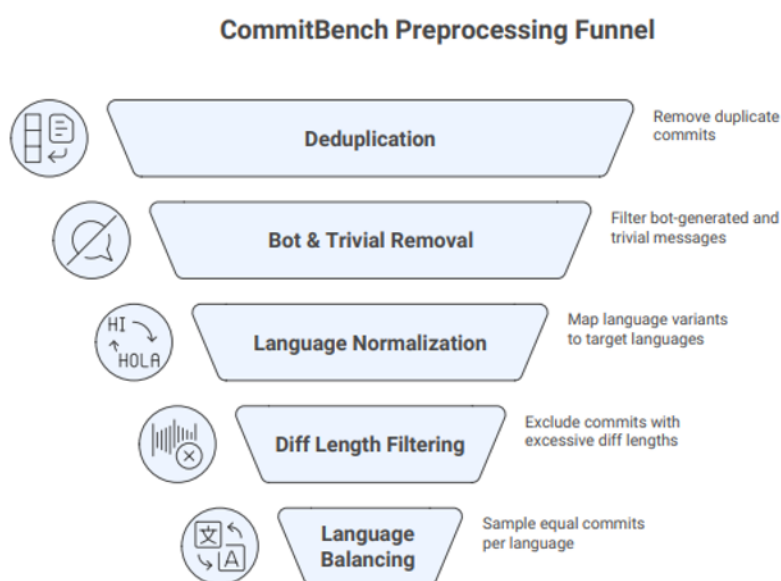 CommitBench Preprocessing Funnel
Deduplication
Remove duplicate
commits
Bot & Trivial Removal
Filter bot-generated and
trivial messages
HI
HOLA
Language Normalization
Map language variants
to target languages
Diff Length Filtering
Exclude commits with
excessive diff lengths
文
A
Language
Balancing
Sample equal commits
per language